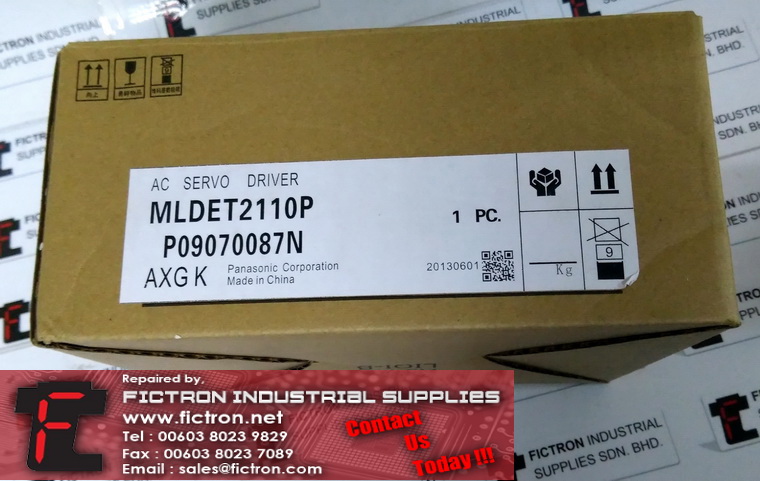 AC SERVO DRIVER
MLDET2110P
1 PC.
P09070087N
AXGK
Panasonic Corporation
Made in China
20130601
Kg
9
Repaired by,
FICTRON INDUSTRIAL SUPPLIES
www.fictron.net
Tel : 00603 8023 9829
Fax : 00603 8023 7089
Email : sales@fictron.com
Contact
Us
Today !!!
FICTRON INDUSTRIAL
SUPPLIES SDN. BHD.